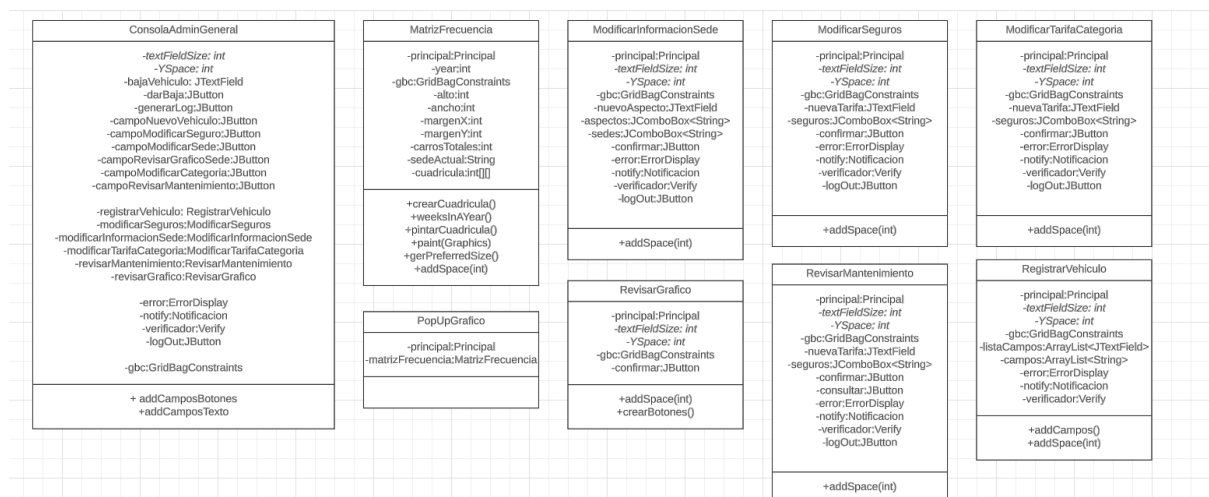 ConsolaAdminGeneral
-textFieldSize: int
-YSpace: int
-bajaVehiculo: JTextField
-darBaja:JButton
-generarLog:JButton
-campoNuevoVehiculo:JButton
-campoModificarSeguro:JButton
-campoModificarSede:JButton
-campoRevisarGraficoSede:JButton
-campoModificarCategoria:JButton
-campoRevisarMantenimiento:JButton
-registrarVehiculo: RegistrarVehiculo
-modificarSeguros:ModificarSeguros
-modificarInformacionSede:ModificarInformacionSede
-modificarTarifaCategoria:ModificarTarifaCategoria
-revisarMantenimiento:RevisarMantenimiento
-revisarGrafico:RevisarGrafico
-error:ErrorDisplay
-notify:Notificacion
-verificador:Verify
-logOut:JButton
-gbc:GridBagConstraints
+ addCamposBotones
+addCamposTexto
MatrizFrecuencia
-principal:Principal
-year:int
-gbc:GridBagConstraints
-alto:int
-ancho:int
-margenX:int
-margenY:int
-carrosTotales:int
-sedeActual:String
-cuadricula:int[][]
+crearCuadricula()
+weeksInAYear()
+pintarCuadricula()
+paint(Graphics)
+gerPreferredSize()
+addSpace(int)
PopUpGrafico
-principal:Principal
-matrizFrecuencia:MatrizFrecuencia
ModificarInformacionSede
-principal:Principal
-textFieldSize: int
-YSpace: int
-gbc:GridBagConstraints
-nuevoAspecto:JTextField
-aspectos:JComboBox<String>
-sedes:JComboBox<String>
-confirmar:JButton
-error:ErrorDisplay
-notify:Notificacion
-verificador:Verify
-logOut:JButton
+addSpace(int)
RevisarGrafico
-principal:Principal
-textFieldSize: int
-YSpace: int
-gbc:GridBagConstraints
-confirmar:JButton
+addSpace(int)
+crearBotones()
ModificarSeguros
-principal:Principal
-textFieldSize: int
-YSpace: int
-gbc:GridBagConstraints
-nuevaTarifa:JTextField
-seguros:JComboBox<String>
-confirmar:JButton
-error:ErrorDisplay
-notify:Notificacion
-verificador:Verify
-logOut:JButton
+addSpace(int)
RevisarMantenimiento
-principal:Principal
-textFieldSize: int
-YSpace: int
-gbc:GridBagConstraints
-nuevaTarifa:JTextField
-seguros:JComboBox<String>
-confirmar:JButton
-consultar:JButton
-error:ErrorDisplay
-notify:Notificacion
-verificador:Verify
-logOut:JButton
+addSpace(int)
ModificarTarifaCategoria
-principal:Principal
-textFieldSize: int
-YSpace: int
-gbc:GridBagConstraints
-nuevaTarifa:JTextField
-seguros:JComboBox<String>
-confirmar:JButton
-error:ErrorDisplay
-notify:Notificacion
-verificador:Verify
-logOut:JButton
+addSpace(int)
RegistrarVehiculo
-principal:Principal
-textFieldSize: int
-YSpace: int
-gbc:GridBagConstraints
-listaCampos:ArrayList<JTextField>
-campos:ArrayList<String>
-error:ErrorDisplay
-notify:Notificacion
-verificador:Verify
+addCampos()
+addSpace(int)